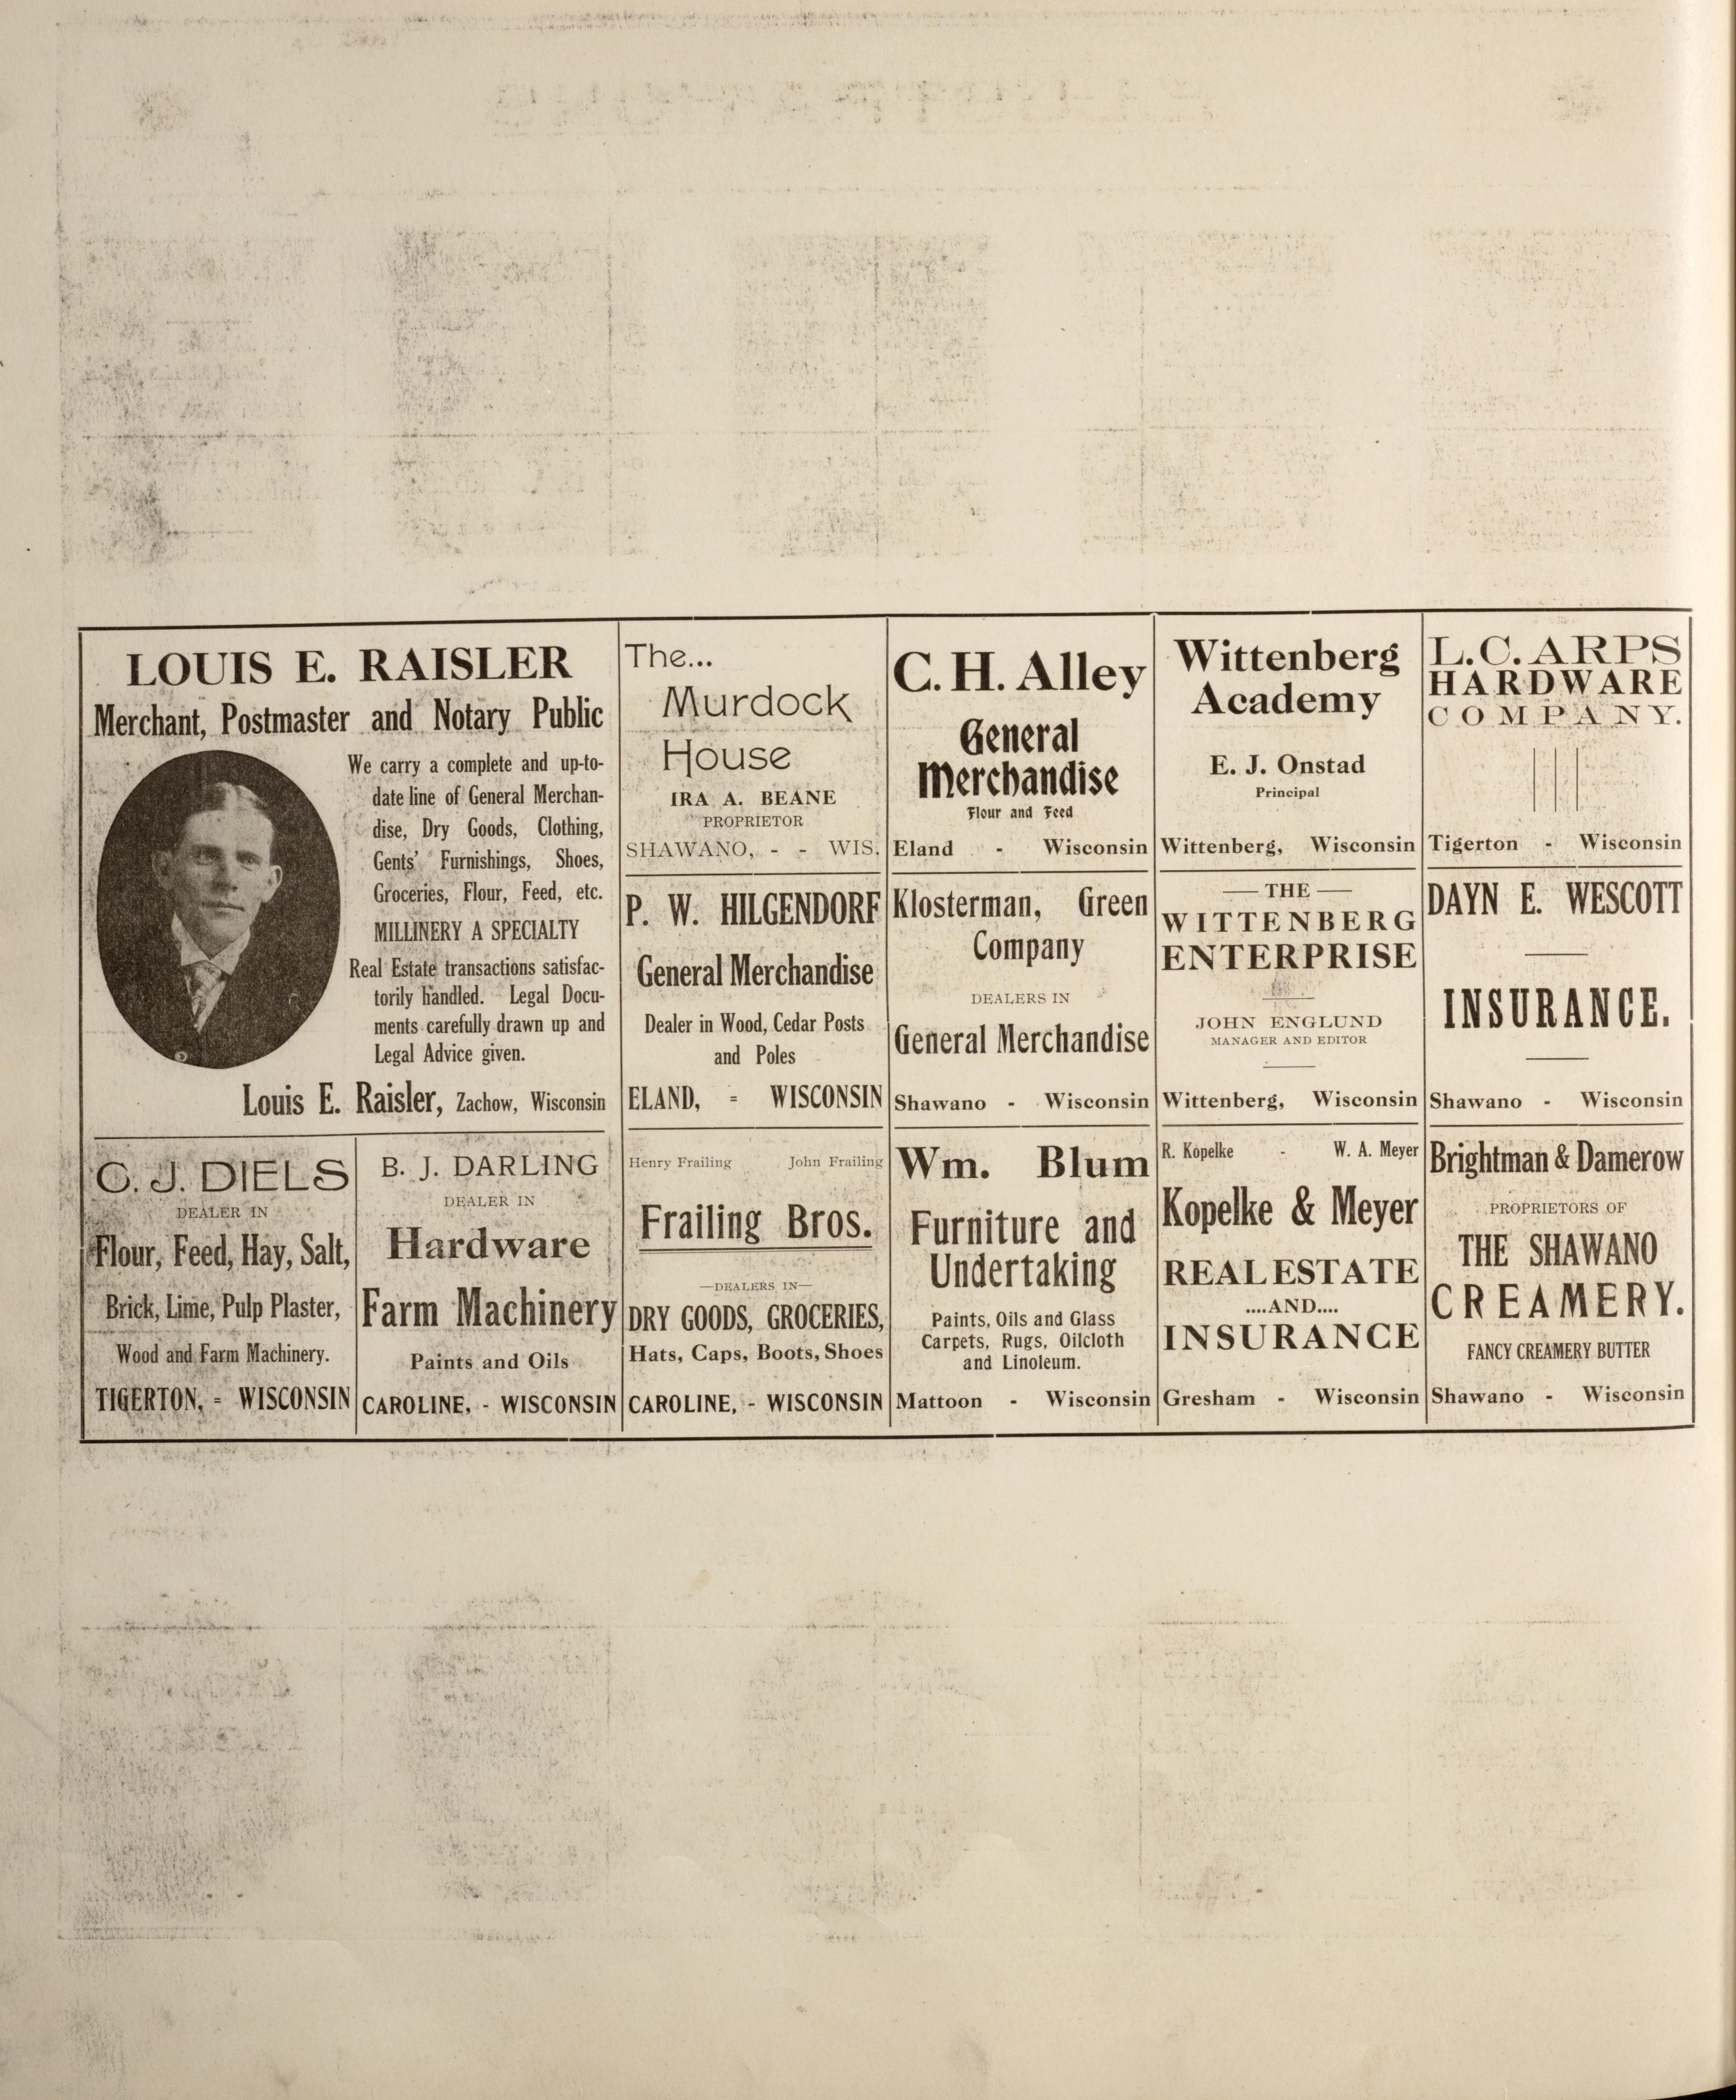 LOUIS E. RAISLER
Merchant, Postmaster and Notary Public
We carry a complete and up-to-
date line of General Merchan-
dise, Dry Goods, Clothing,
Gents' Furnishings, Shoes,
Groceries, Flour, Feed, etc.
MILLINERY A SPECIALTY
Real Estate transactions satisfac-
torily handled. Legal Docu-
ments carefully drawn up and
Legal Advice given.
Louis E. Raisler, Zachow, Wisconsin
C. J. DIELS
DEALER IN
Flour, Feed, Hay, Salt,
Brick, Lime, Pulp Plaster,
Wood and Farm Machinery.
TIGERTON, - WISCONSIN
B. J. DARLING
DEALER IN
Hardware
Farm Machinery
Paints and Oils
CAROLINE, - WISCONSIN
The...
Murdock
House
IRA A. BEANE
PROPRIETOR
SHAWANO, - - WIS.
P. W. HILGENDORF
General Merchandise
Dealer in Wood, Cedar Posts
and Poles
ELAND, = WISCONSIN
Henry Frailing John Frailing
Frailing Bros.
—DEALERS IN—
DRY GOODS, GROCERIES,
Hats, Caps, Boots, Shoes
CAROLINE, - WISCONSIN
C. H. Alley
General
Merchandise
Flour and Feed
Eland - Wisconsin
Klosterman, Green
Company
DEALERS IN
General Merchandise
Shawano - Wisconsin
Wm. Blum
Furniture and
Undertaking
Paints, Oils and Glass
Carpets, Rugs, Oilcloth
and Linoleum.
Mattoon - Wisconsin
Wittenberg
Academy
E. J. Onstad
Principal
Wittenberg, Wisconsin
— THE —
WITTENBERG
ENTERPRISE
JOHN ENGLUND
MANAGER AND EDITOR
Wittenberg, Wisconsin
R. Kopelke - W. A. Meyer
Kopelke & Meyer
REAL ESTATE
....AND....
INSURANCE
Gresham - Wisconsin
L. C. ARPS
HARDWARE
COMPANY.
Tigerton - Wisconsin
DAYN E. WESCOTT
INSURANCE.
Shawano - Wisconsin
Brightman & Damerow
PROPRIETORS OF
THE SHAWANO
CREAMERY.
FANCY CREAMERY BUTTER
Shawano - Wisconsin